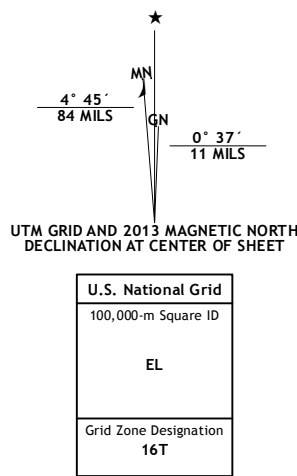 ★
MN
4° 45´
84 MILS
GN
0° 37´
11 MILS
UTM GRID AND 2013 MAGNETIC NORTH
DECLINATION AT CENTER OF SHEET
U.S. National Grid
100,000-m Square ID
EL
Grid Zone Designation
16T